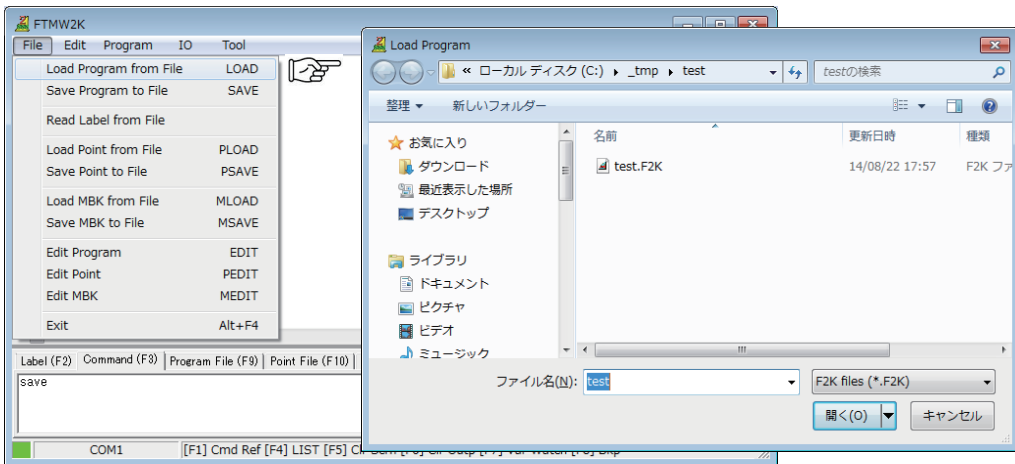 FTMW2K
File Edit Program IO Tool
Load Program from File LOAD
Save Program to File SAVE
Read Label from File
Load Point from File PLOAD
Save Point to File PSAVE
Load MBK from File MLOAD
Save MBK to File MSAVE
Edit Program EDIT
Edit Point PEDIT
Edit MBK MEDIT
Exit Alt+F4
Label (F2) Command (F3) Program File (F9) Point File (F10)
save
COM1 [F1] Cmd Ref [F4] LIST [F5]
Load Program
« ローカル ディスク (C:) ▸ _tmp ▸ test
testの検索
整理 ▼ 新しいフォルダー
お気に入り
ダウンロード
最近表示した場所
デスクトップ
ライブラリ
ドキュメント
ピクチャ
ビデオ
ミュージック
名前 更新日時 種類
test.F2K 14/08/22 17:57 F2K ファ
ファイル名(N): test F2K files (*.F2K)
開く(O) キャンセル